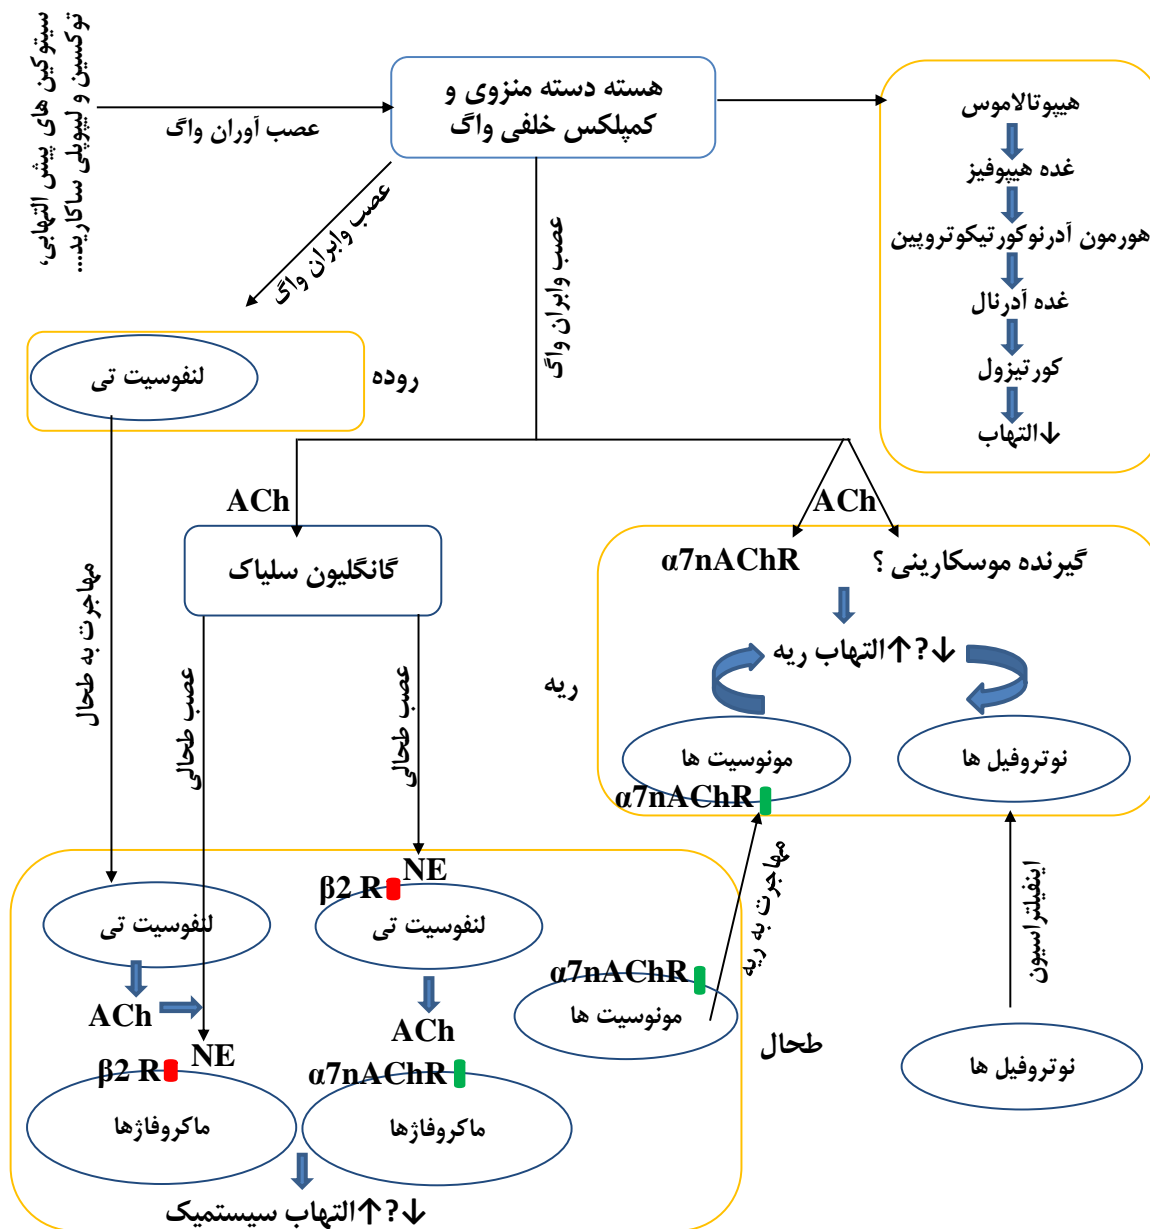 سیتوکین های پیش التهابی،
توکسین و لیپوپلی ساکارید....
عصب آوران واگ
هسته دسته منزوی و
کمپلکس خلفی واگ
هیپوتالاموس
غده هیپوفیز
هورمون آدرنوکورتیکوتروپین
غده آدرنال
کورتیزول
التهاب↓
عصب وابران واگ
عصب وابران واگ
لنفوسیت تی
روده
ACh
گانگلیون سلیاک
ACh
α7nAChR
گیرنده موسکارینی ؟
التهاب ریه↑?↓
ریه
مونوسیت ها
α7nAChR
نوتروفیل ها
مهاجرت به طحال
عصب طحالی
عصب طحالی
مهاجرت به ریه
اینفیلتراسیون
NE
β2 R
لنفوسیت تی
لنفوسیت تی
α7nAChR
مونوسیت ها
ACh
ACh
طحال
نوتروفیل ها
NE
β2 R
α7nAChR
ماکروفاژها
ماکروفاژها
التهاب سیستمیک↑?↓